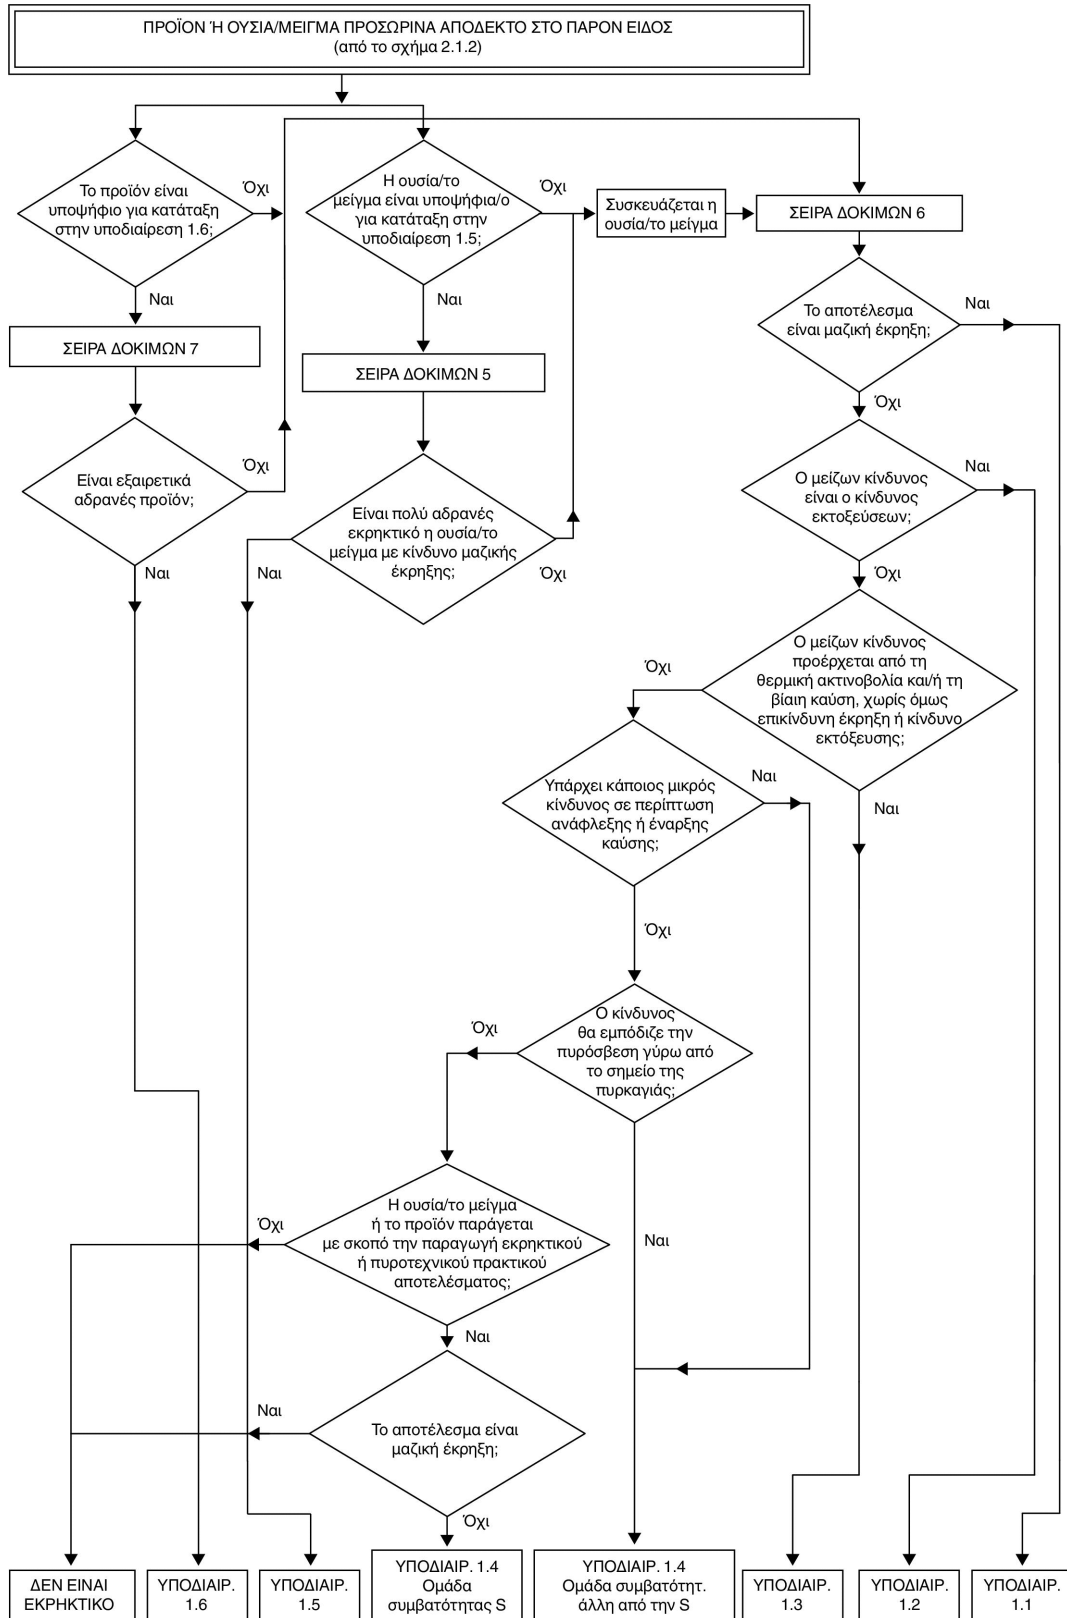 ΠΡΟΪΟΝ Ή ΟΥΣΙΑ/ΜΕΙΓΜΑ ΠΡΟΣΩΡΙΝΑ ΑΠΟΔΕΚΤΟ ΣΤΟ ΠΑΡΟΝ ΕΙΔΟΣ
(από το σχήμα 2.1.2)
Το προϊόν είναι
υποψήφιο για κατάταξη
στην υποδιαίρεση 1.6;
Όχι
Ναι
Η ουσία/το
μείγμα είναι υποψήφια/ο
για κατάταξη στην
υποδιαίρεση 1.5;
Όχι
Ναι
Συσκευάζεται η
ουσία/το μείγμα
ΣΕΙΡΑ ΔΟΚΙΜΩΝ 6
ΣΕΙΡΑ ΔΟΚΙΜΩΝ 7
ΣΕΙΡΑ ΔΟΚΙΜΩΝ 5
Το αποτέλεσμα
είναι μαζική έκρηξη;
Ναι
Όχι
Είναι εξαιρετικά
αδρανές προϊόν;
Όχι
Ναι
Είναι πολύ αδρανές
εκρηκτικό η ουσία/το
μείγμα με κίνδυνο μαζικής
έκρηξης;
Ναι
Όχι
Ο μείζων κίνδυνος
είναι ο κίνδυνος
εκτοξεύσεων;
Ναι
Όχι
Ο μείζων κίνδυνος
προέρχεται από τη
θερμική ακτινοβολία και/ή τη
βίαιη καύση, χωρίς όμως
επικίνδυνη έκρηξη ή κίνδυνο
εκτόξευσης;
Όχι
Ναι
Υπάρχει κάποιος μικρός
κίνδυνος σε περίπτωση
ανάφλεξης ή έναρξης
καύσης;
Ναι
Όχι
Ο κίνδυνος
θα εμπόδιζε την
πυρόσβεση γύρω από
το σημείο της
πυρκαγιάς;
Όχι
Ναι
Η ουσία/το μείγμα
ή το προϊόν παράγεται
με σκοπό την παραγωγή εκρηκτικού
ή πυροτεχνικού πρακτικού
αποτελέσματος;
Όχι
Ναι
Το αποτέλεσμα είναι
μαζική έκρηξη;
Ναι
Όχι
ΔΕΝ ΕΙΝΑΙ
ΕΚΡΗΚΤΙΚΟ
ΥΠΟΔΙΑΙΡ.
1.6
ΥΠΟΔΙΑΙΡ.
1.5
ΥΠΟΔΙΑΙΡ. 1.4
Ομάδα
συμβατότητας S
ΥΠΟΔΙΑΙΡ. 1.4
Ομάδα συμβατότητ.
άλλη από την S
ΥΠΟΔΙΑΙΡ.
1.3
ΥΠΟΔΙΑΙΡ.
1.2
ΥΠΟΔΙΑΙΡ.
1.1